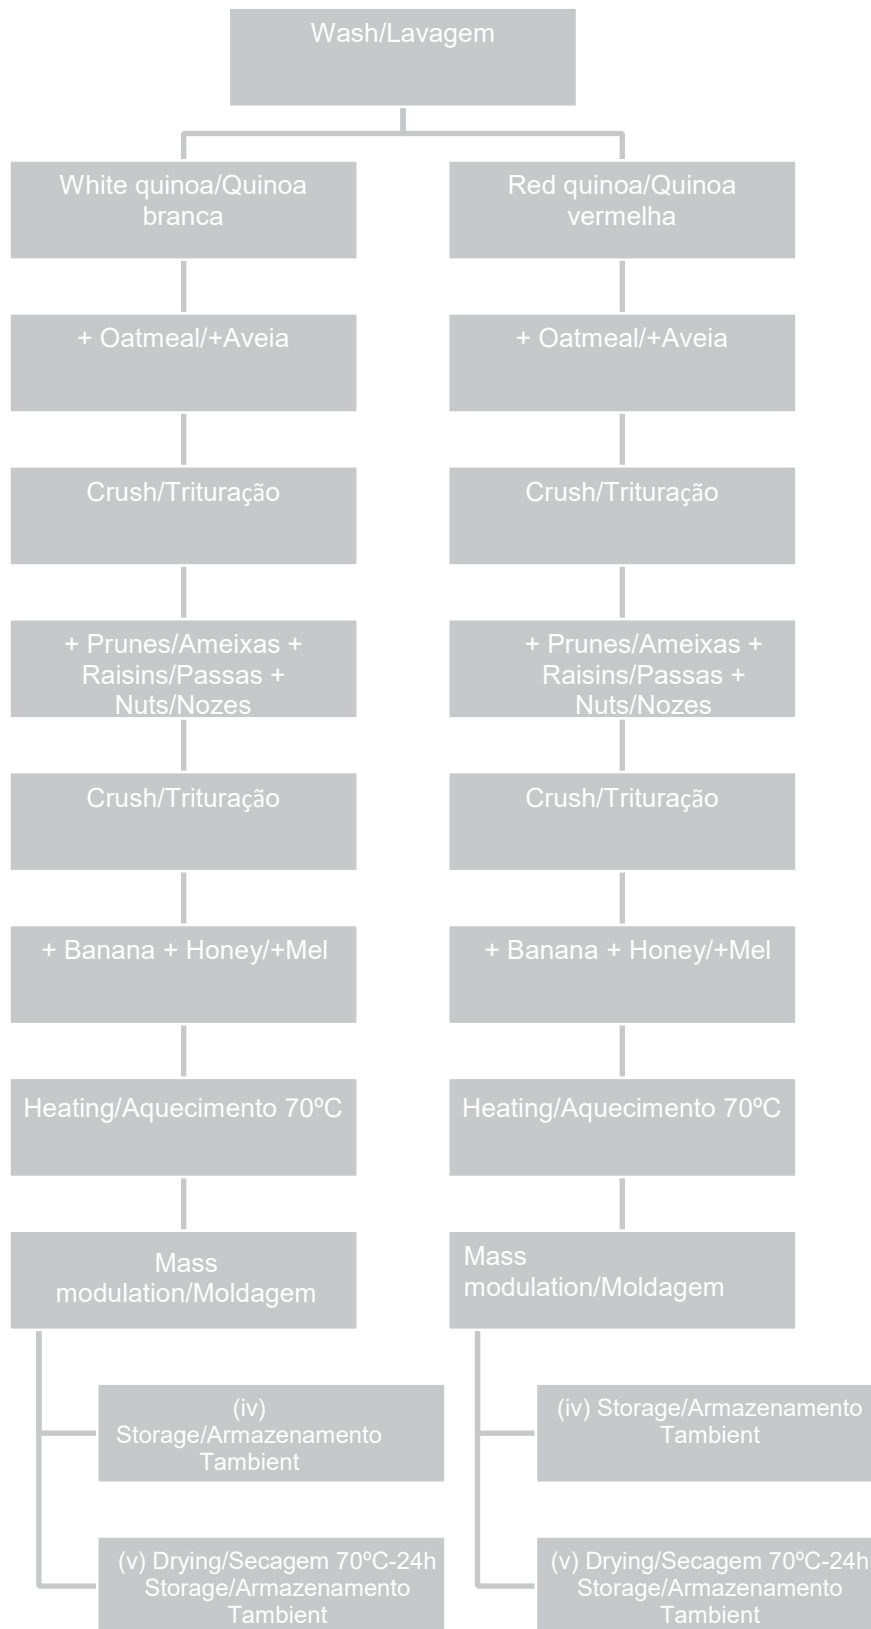 Wash/Lavagem
White quinoa/Quinoa
branca
Red quinoa/Quinoa
vermelha
+ Oatmeal/+Aveia
+ Oatmeal/+Aveia
Crush/Trituração
Crush/Trituração
+ Prunes/Ameixas +
Raisins/Passas +
Nuts/Nozes
+ Prunes/Ameixas +
Raisins/Passas +
Nuts/Nozes
Crush/Trituração
Crush/Trituração
+ Banana + Honey/+Mel
+ Banana + Honey/+Mel
Heating/Aquecimento 70ºC
Heating/Aquecimento 70ºC
Mass
modulation/Moldagem
Mass
modulation/Moldagem
(iv)
Storage/Armazenamento
Tambient
(iv) Storage/Armazenamento
Tambient
(v) Drying/Secagem 70ºC-24h
Storage/Armazenamento
Tambient
(v) Drying/Secagem 70ºC-24h
Storage/Armazenamento
Tambient